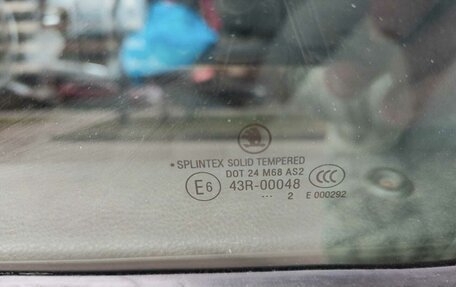 *SPLINTEX SOLID TEMPERED
DOT 24 M68 AS2
E6 43R-00048 CCC
... 2 E 000292